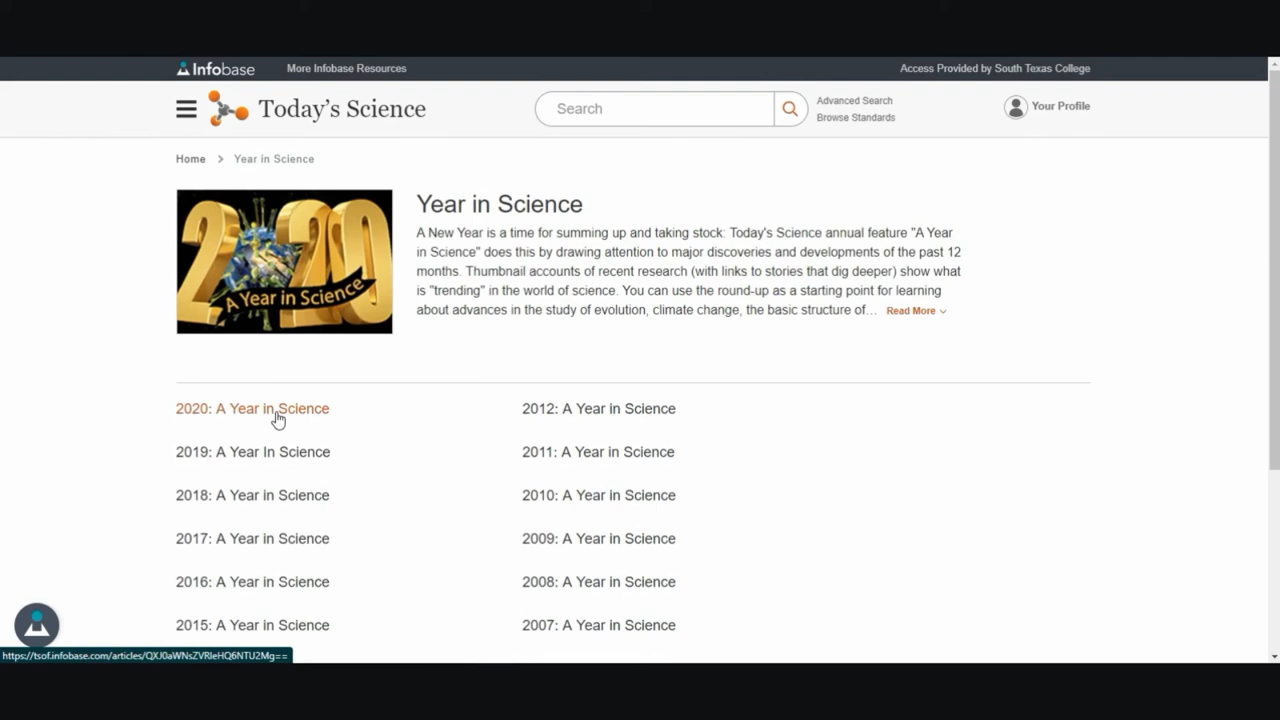 Infobase More Infobase Resources Access Provided by South Texas College
Today's Science Search Advanced Search Your Profile
Browse Standards
Home > Year in Science
2020
A Year in Science
Year in Science
A New Year is a time for summing up and taking stock: Today's Science annual feature "A Year
in Science" does this by drawing attention to major discoveries and developments of the past 12
months. Thumbnail accounts of recent research (with links to stories that dig deeper) show what
is "trending" in the world of science. You can use the round-up as a starting point for learning
about advances in the study of evolution, climate change, the basic structure of... Read More
2020: A Year in Science
2019: A Year In Science
2018: A Year in Science
2017: A Year in Science
2016: A Year in Science
2015: A Year in Science
2012: A Year in Science
2011: A Year in Science
2010: A Year in Science
2009: A Year in Science
2008: A Year in Science
2007: A Year in Science